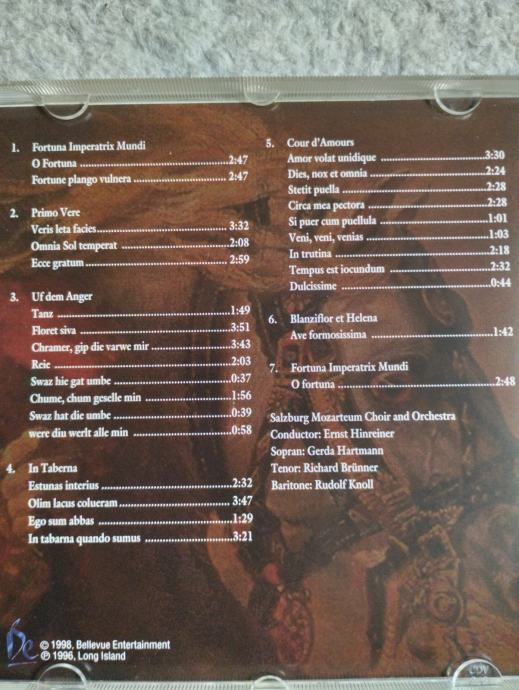 1. Fortuna Imperatrix Mundi
O Fortuna 2:47
Fortune plango vulnera 2:47
2. Primo Vere
Veris leta facies 3:32
Omnia Sol temperat 2:08
Ecce gratum 2:59
3. Uf dem Anger
Tanz 1:49
Floret siva 3:51
Chramer, gip die varwe mir 3:43
Reie 2:03
Swaz hie gat umbe 0:37
Chume, chum geselle min 1:56
Swaz hat die umbe 0:39
were diu werlt alle min 0:58
4. In Taberna
Estunas interius 2:32
Olim lacus colueram 3:47
Ego sum abbas 1:29
In tabarna quando sumus 3:21
5. Cour d'Amours
Amor volat unidique 3:30
Dies, nox et omnia 2:24
Stetit puella 2:28
Circa mea pectora 2:28
Si puer cum puellula 1:01
Veni, veni, venias 1:03
In trutina 2:18
Tempus est iocundum 2:32
Dulcissime 0:44
6. Blanziflor et Helena
Ave formosissima 1:42
7. Fortuna Imperatrix Mundi
O fortuna 2:48
Salzburg Mozarteum Choir and Orchestra
Conductor: Ernst Hinreiner
Sopran: Gerda Hartmann
Tenor: Richard Brünner
Baritone: Rudolf Knoll
© 1998, Bellevue Entertainment
℗ 1996, Long Island